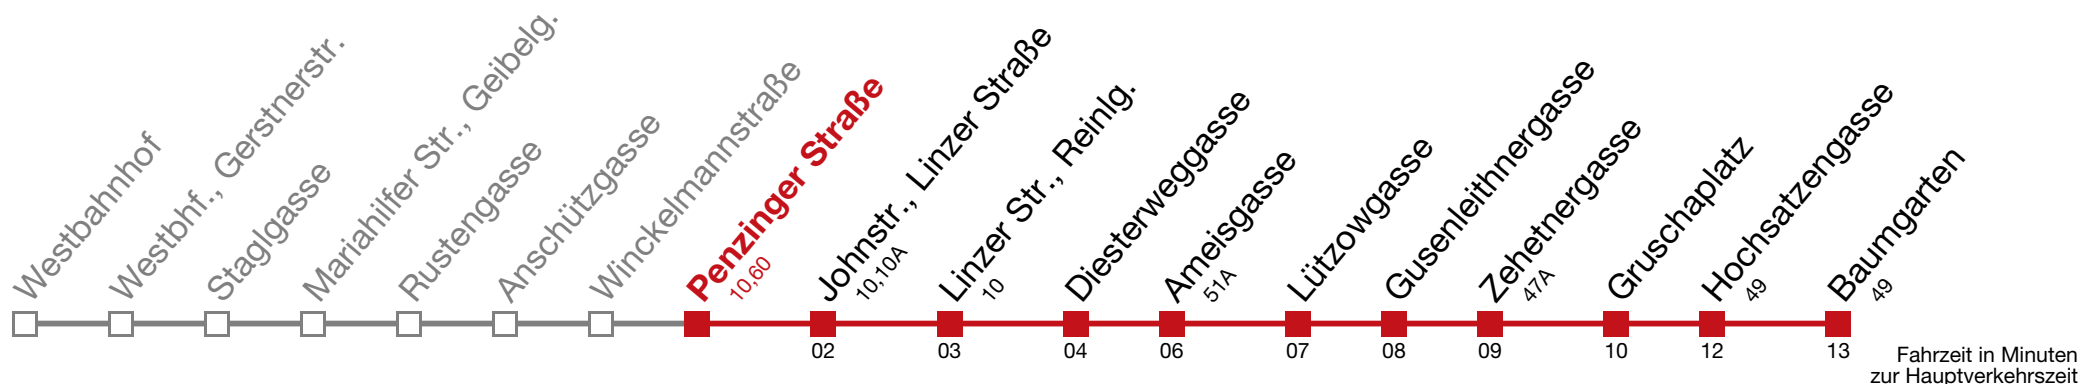 Westbahnhof
Westbhf., Gerstnerstr.
Staglgasse
Mariahilfer Str., Geibelg.
Rustengasse
Anschützgasse
Winckelmannstraße
Penzinger Straße
10,60
Johnstr., Linzer Straße
10,10A
Linzer Str., Reinlg.
10
Diesterweggasse
Ameisgasse
51A
Lützowgasse
Gusenleithnergasse
Zehetnergasse
47A
Gruschaplatz
Hochsatzengasse
49
Baumgarten
49
02
03
04
06
07
08
09
10
12
13
Fahrzeit in Minuten
zur Hauptverkehrszeit